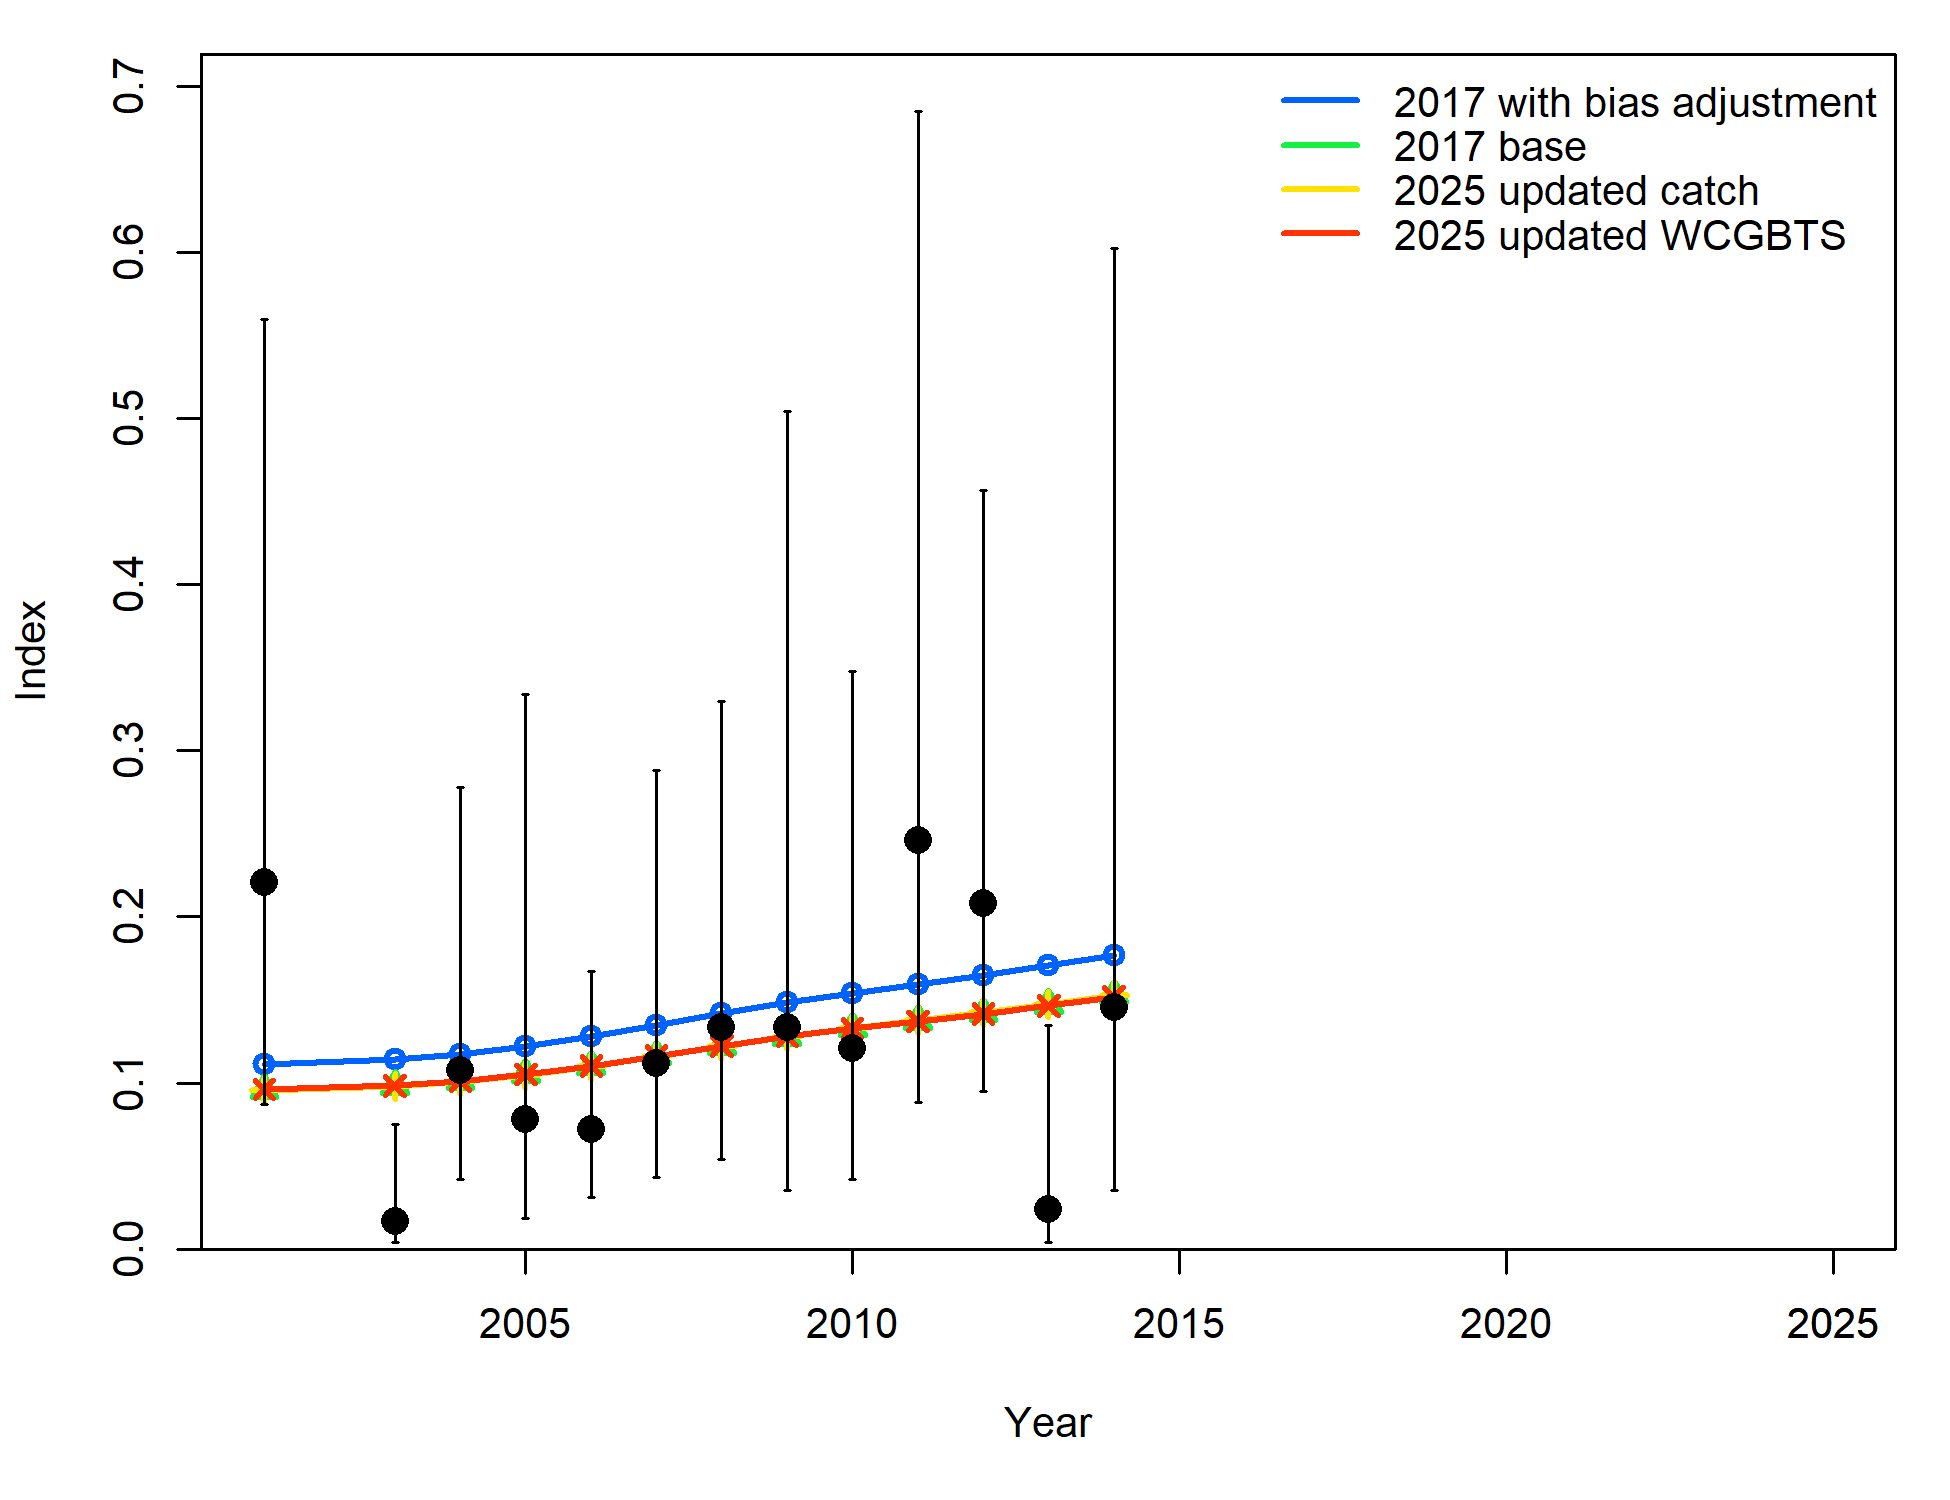 2017 with bias adjustment
2017 base
2025 updated catch
2025 updated WCGBTS
0.7
0.6
0.5
0.4
0.3
0.2
0.1
0.0
Index
2005 2010 2015 2020 2025
Year